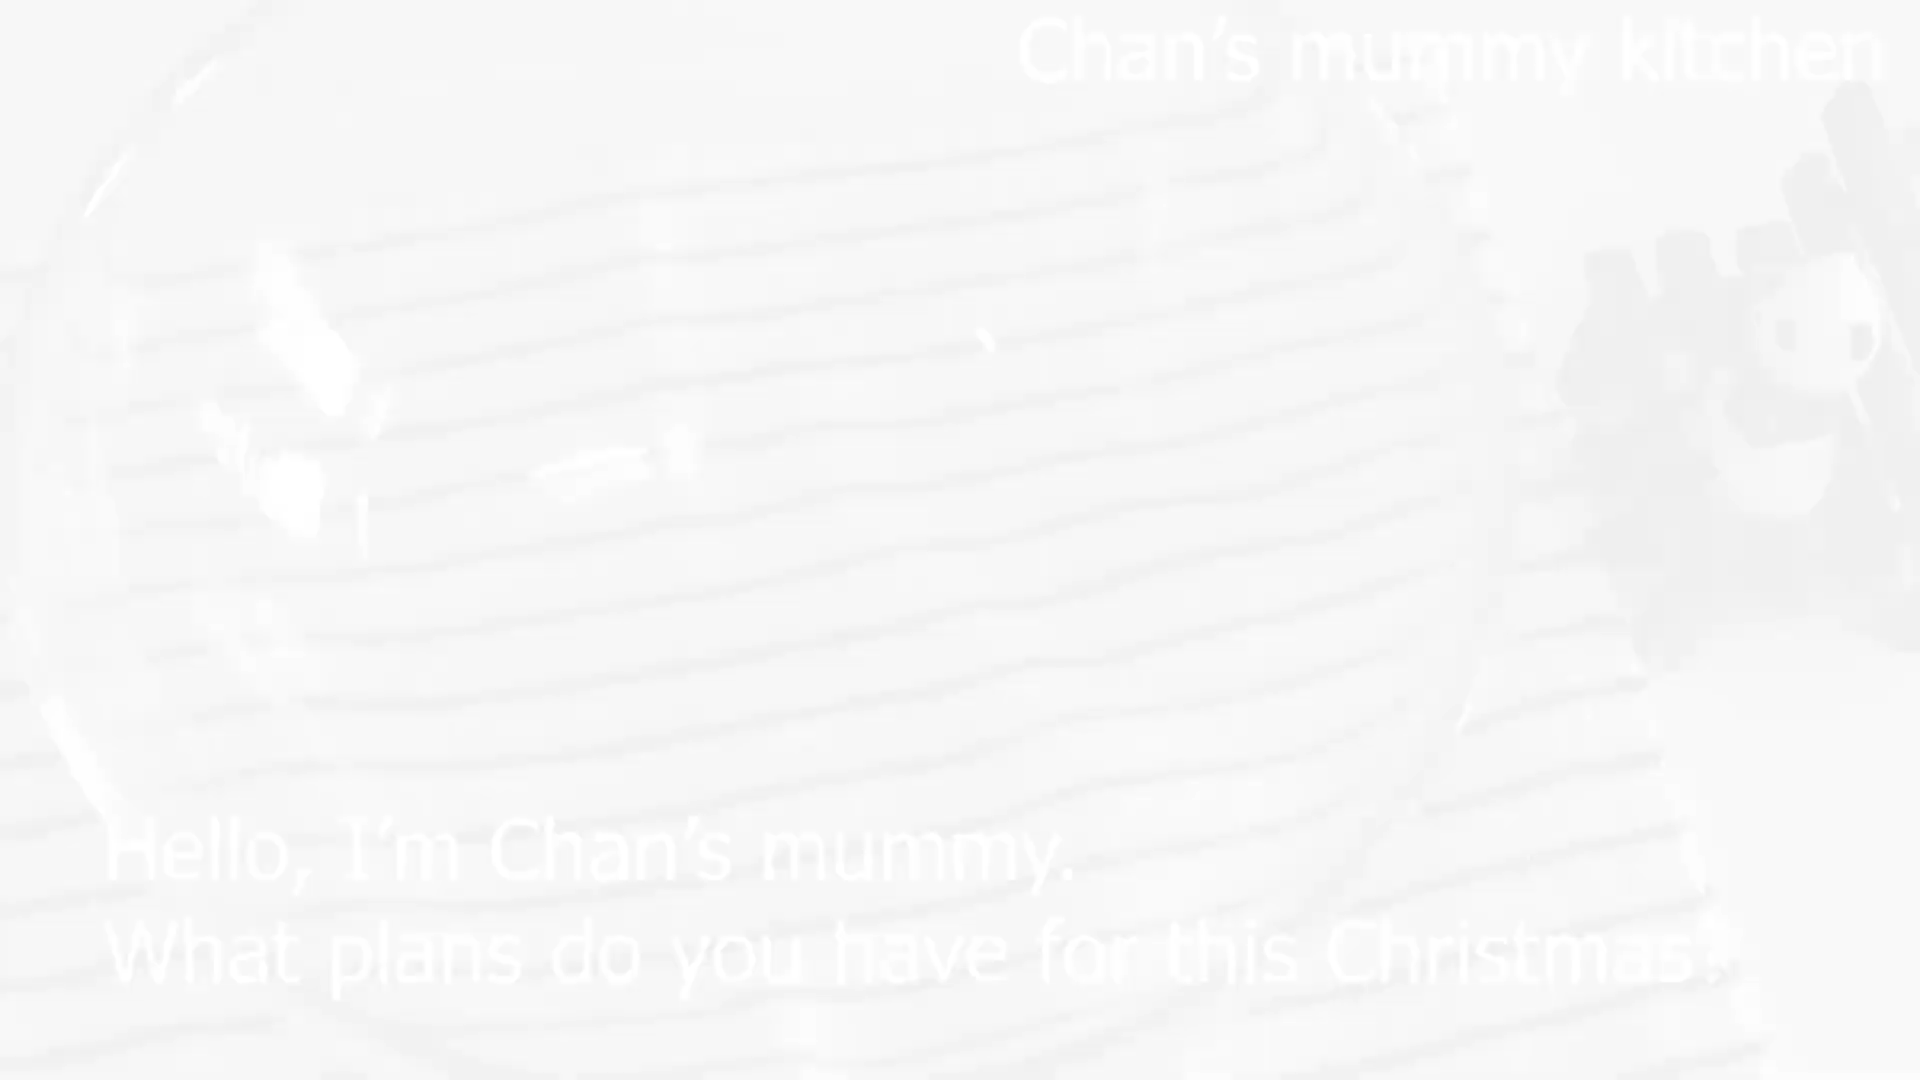 Chan's mummy kitchen
Hello, I'm Chan's mummy.
What plans do you have for this Christmas?